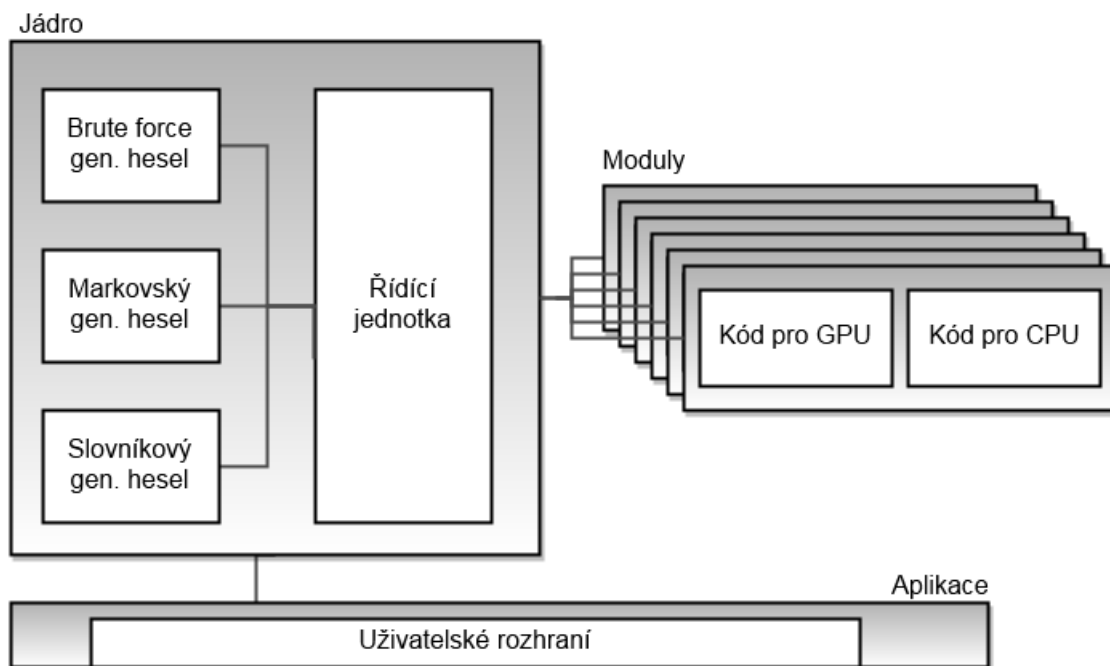 Jádro
Brute force
gen. hesel
Markovský
gen. hesel
Slovníkový
gen. hesel
Řídící
jednotka
Moduly
Kód pro GPU
Kód pro CPU
Aplikace
Uživatelské rozhraní